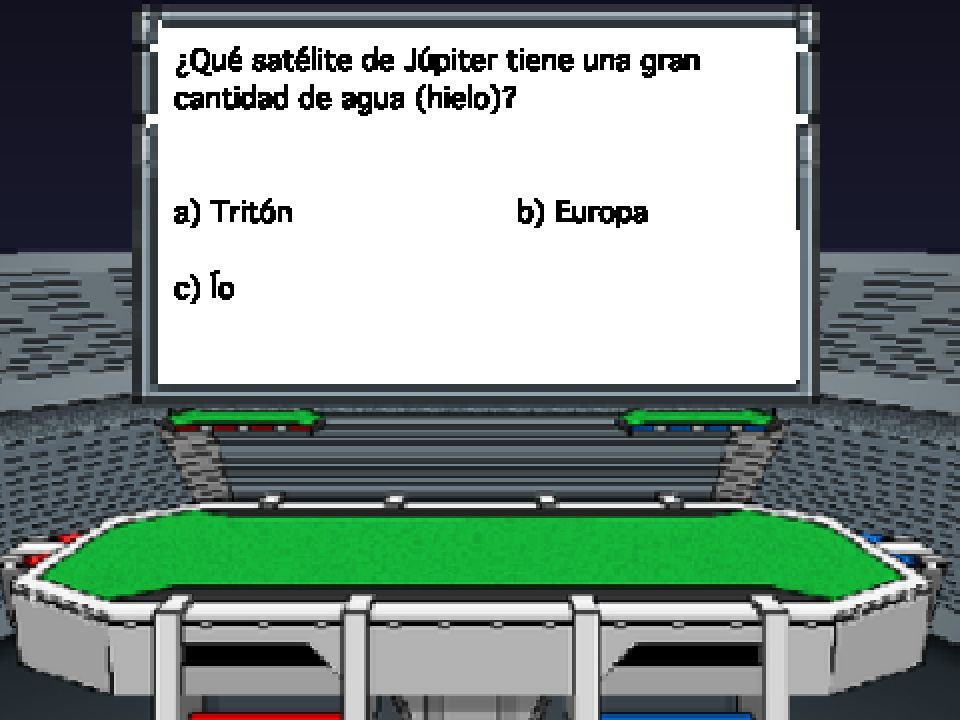 ¿Qué satélite de Júpiter tiene una gran
cantidad de agua (hielo)?
a) Tritón
b) Europa
c) Ío